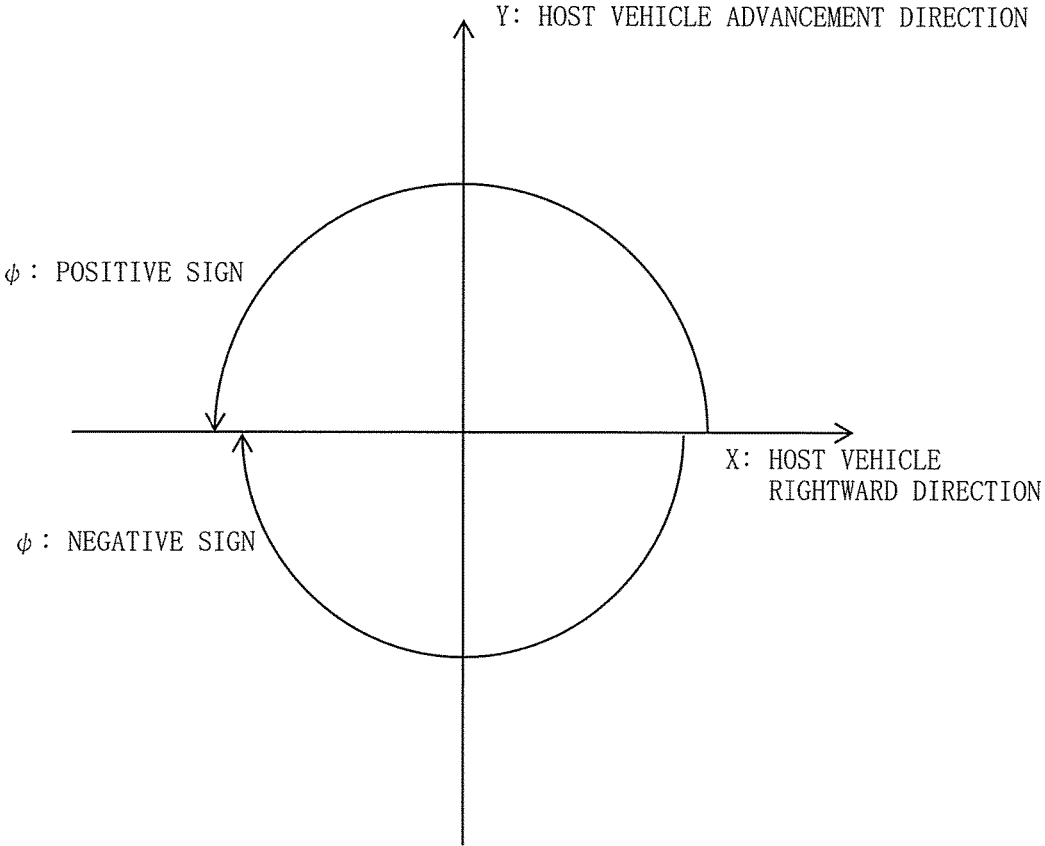 Y: HOST VEHICLE ADVANCEMENT DIRECTION
ϕ: POSITIVE SIGN
X: HOST VEHICLE
RIGHTWARD DIRECTION
ϕ: NEGATIVE SIGN